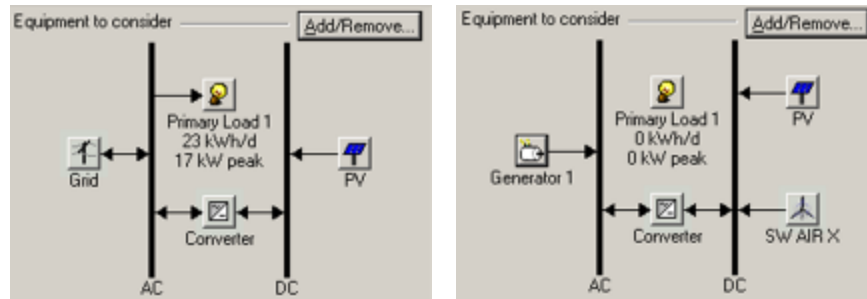 Equipment to consider
Add/Remove...
Primary Load 1
23 kWh/d
17 kW peak
Grid
PV
Converter
AC
DC
Equipment to consider
Add/Remove...
PV
Primary Load 1
0 kWh/d
0 kW peak
Generator 1
Converter
SW AIR X
AC
DC